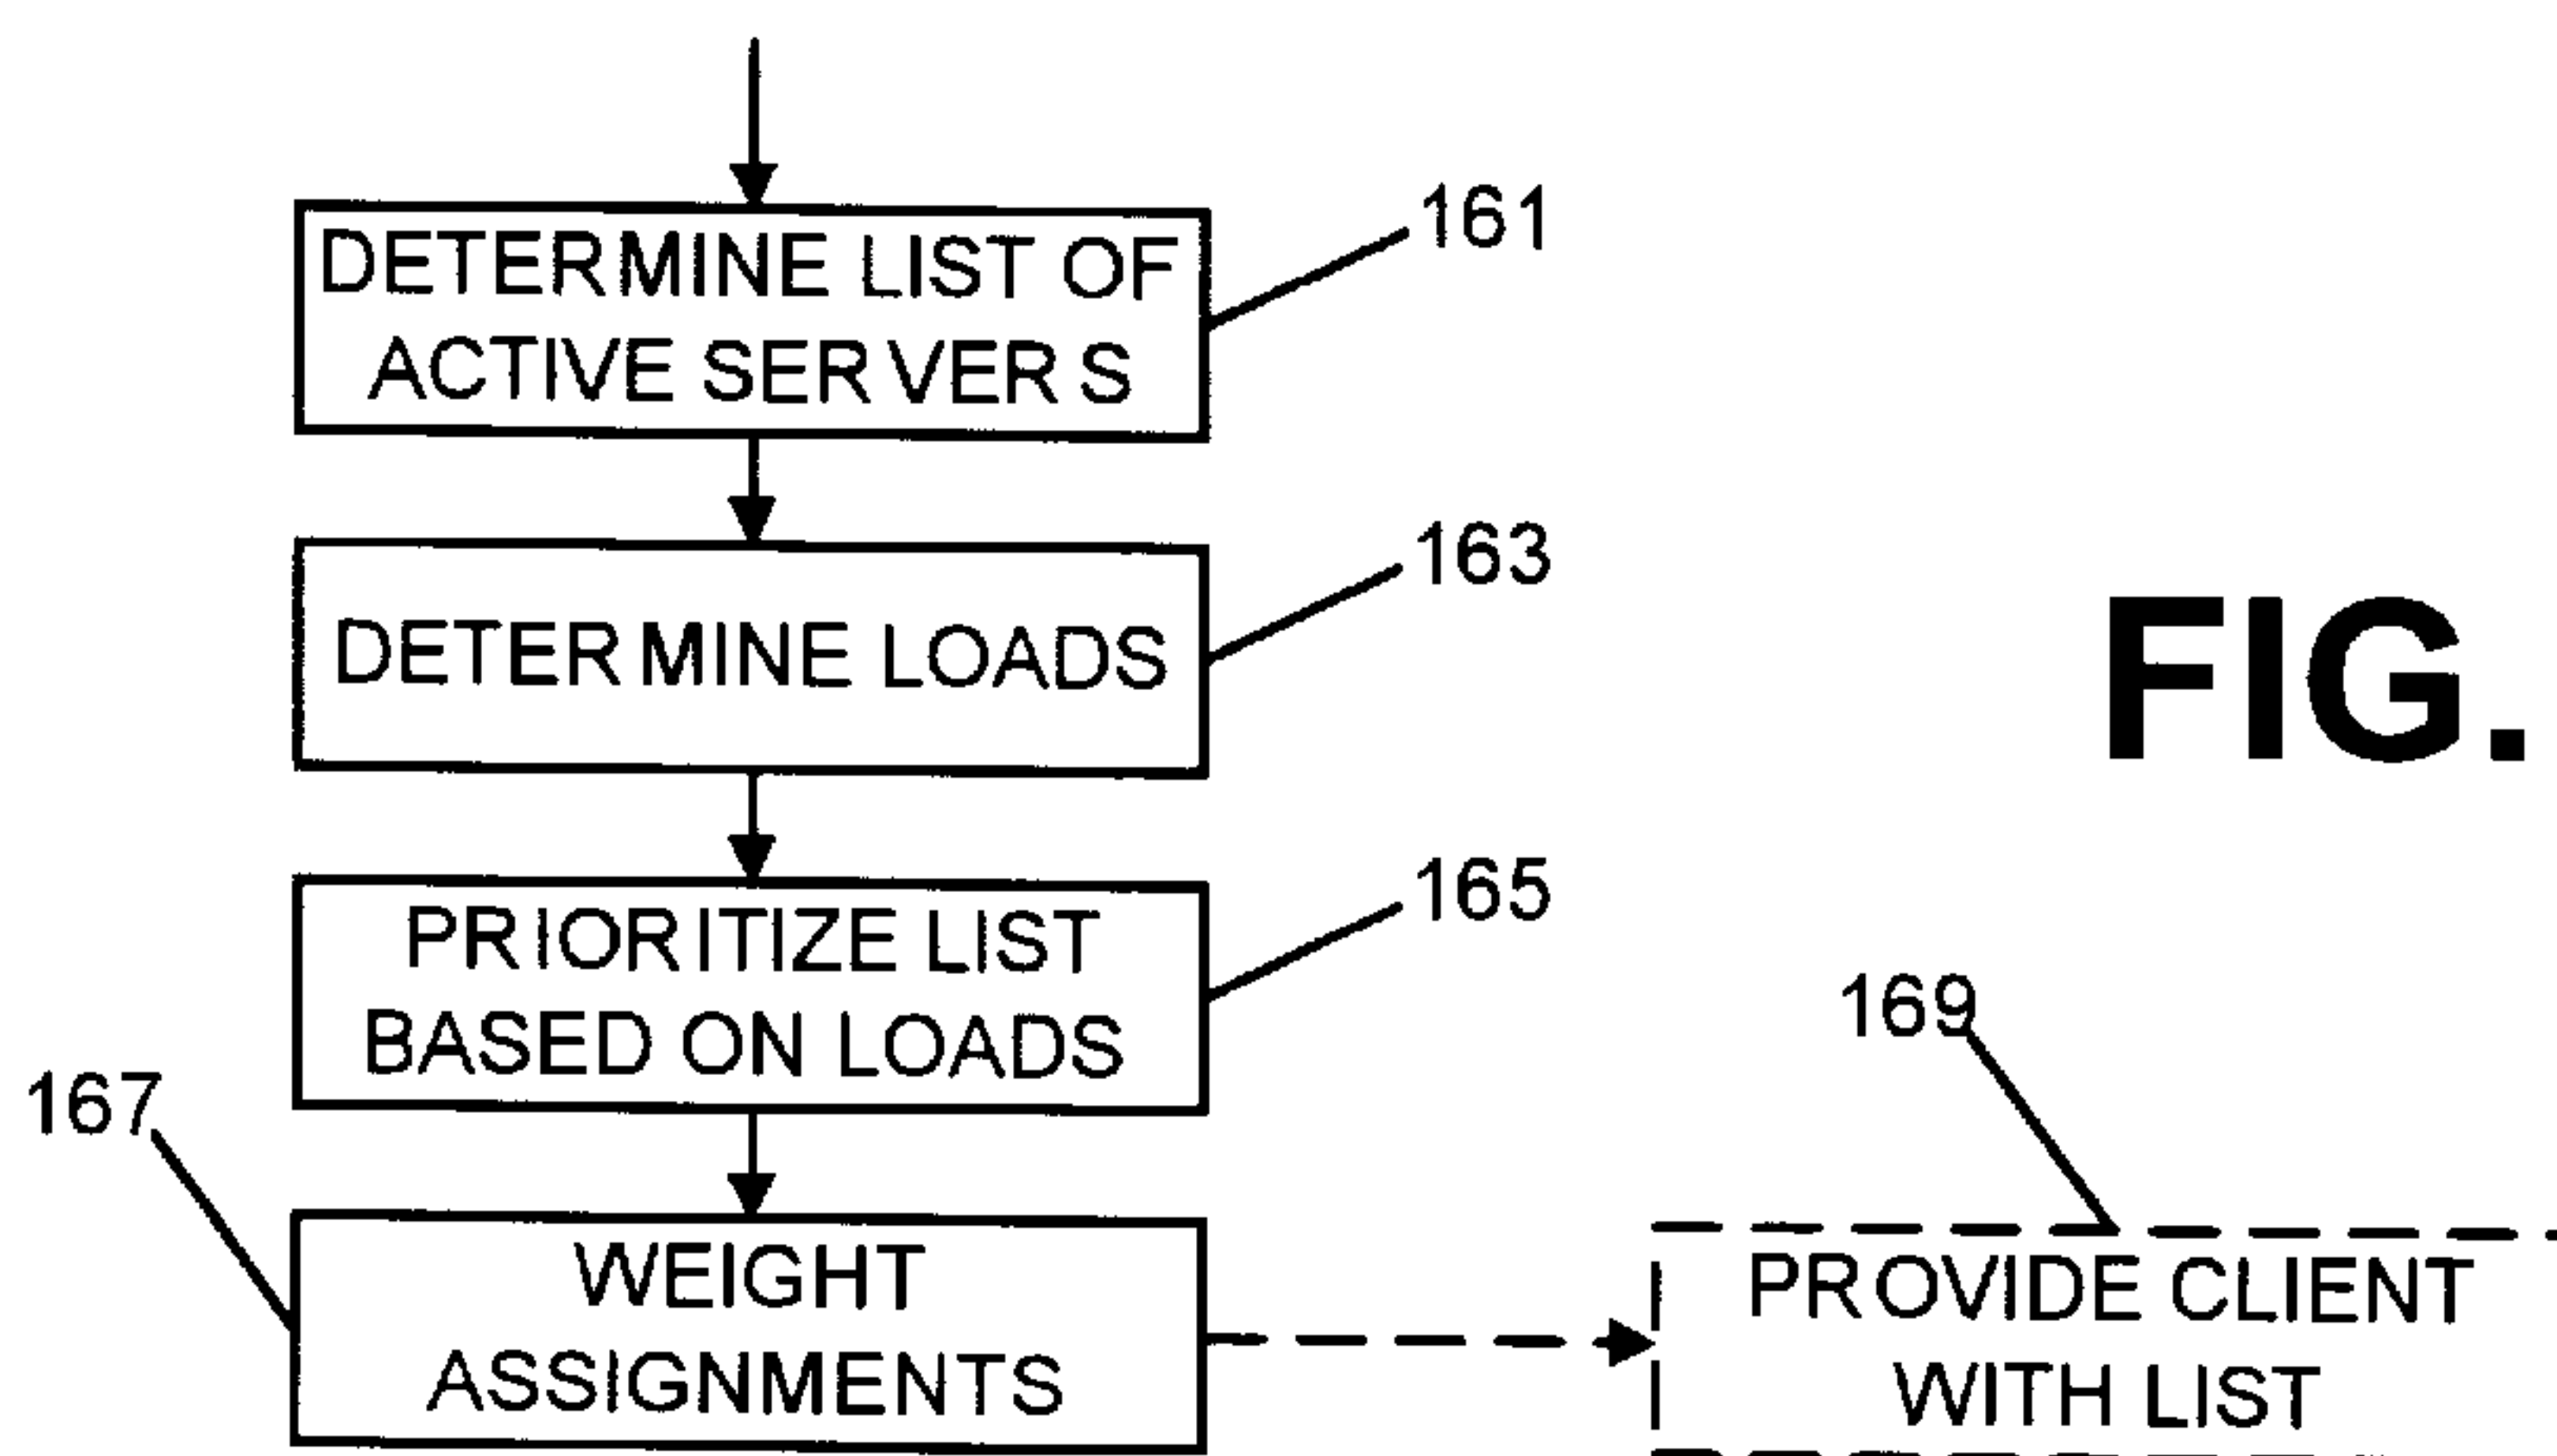 DETERMINE LIST OF
ACTIVE SERVERS
161
DETERMINE LOADS
163
FIG.
PRIORITIZE LIST
BASED ON LOADS
165
167
169
WEIGHT
ASSIGNMENTS
PROVIDE CLIENT
WITH LIST